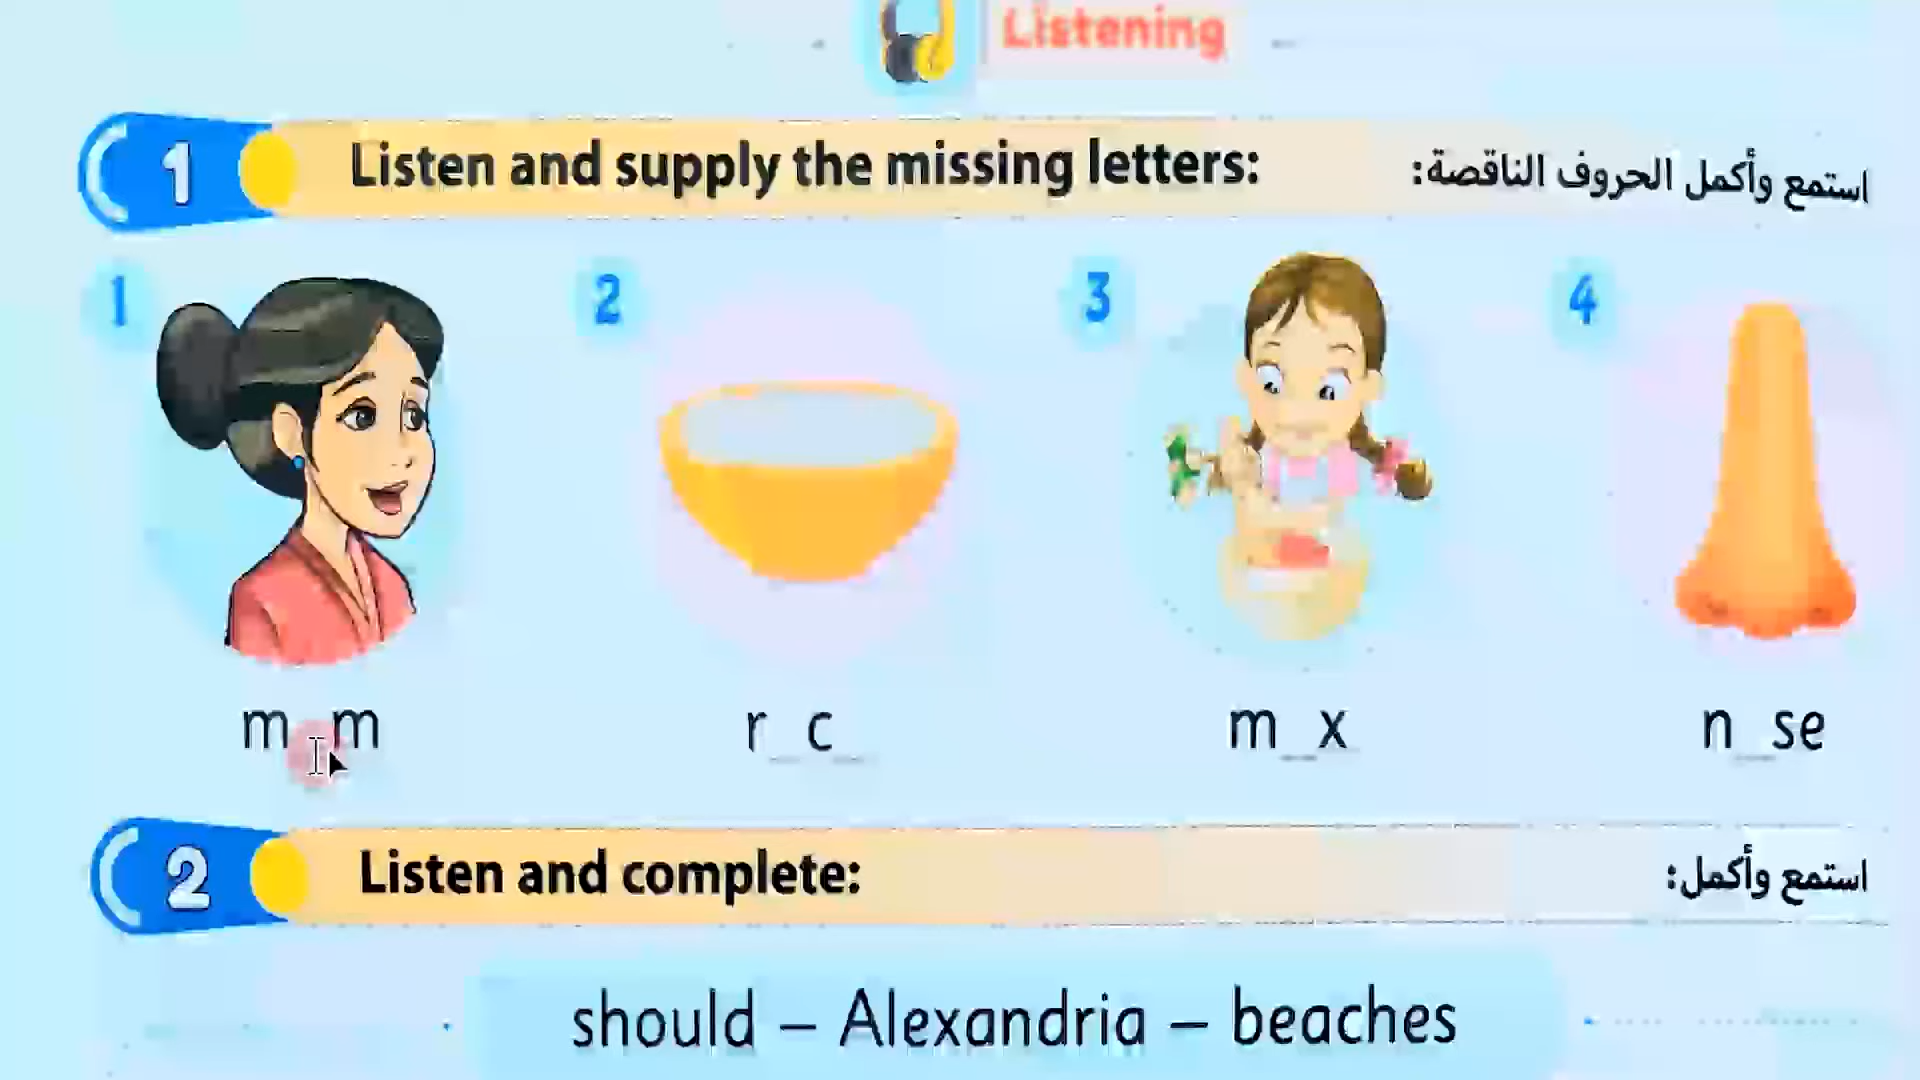 Listening
1 Listen and supply the missing letters: استمع وأكمل الحروف الناقصة:
1 2 3 4
m_m r_c_ m_x n_se
2 Listen and complete: استمع وأكمل:
should – Alexandria – beaches